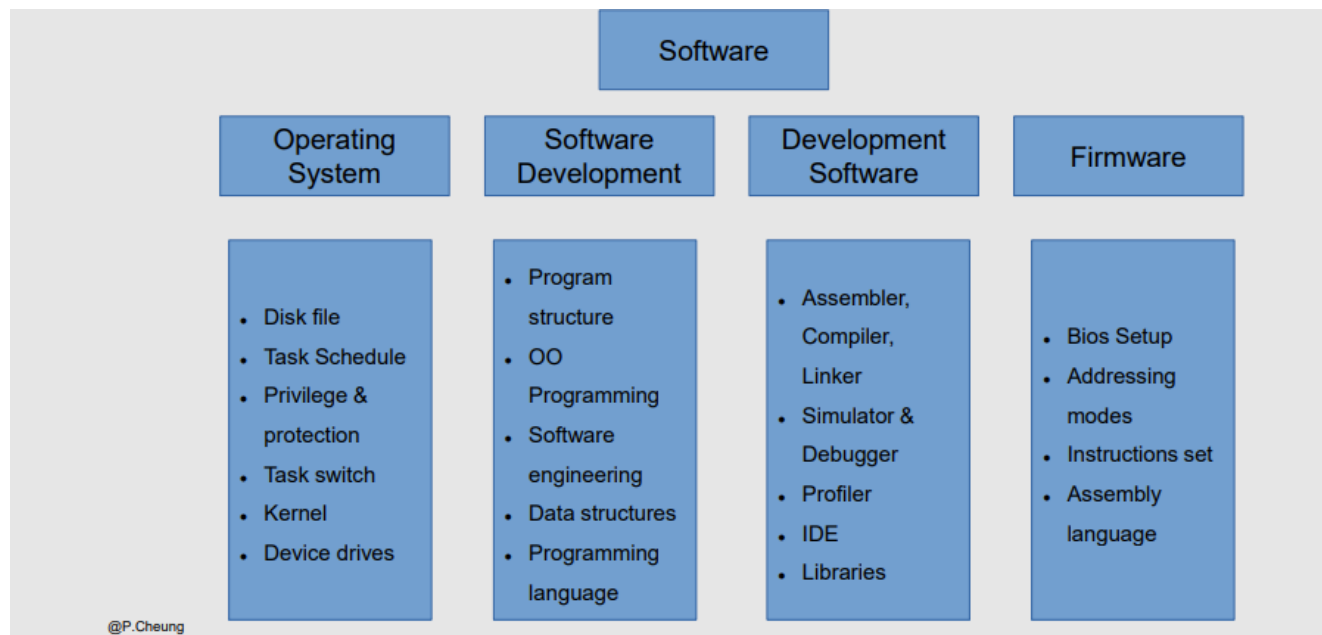 Software
Operating
System
Software
Development
Development
Software
Firmware
• Disk file
• Task Schedule
• Privilege &
protection
• Task switch
• Kernel
• Device drives
• Program
structure
• OO
Programming
• Software
engineering
• Data structures
• Programming
language
• Assembler,
Compiler,
Linker
• Simulator &
Debugger
• Profiler
• IDE
• Libraries
• Bios Setup
• Addressing
modes
• Instructions set
• Assembly
language
@P.Cheung